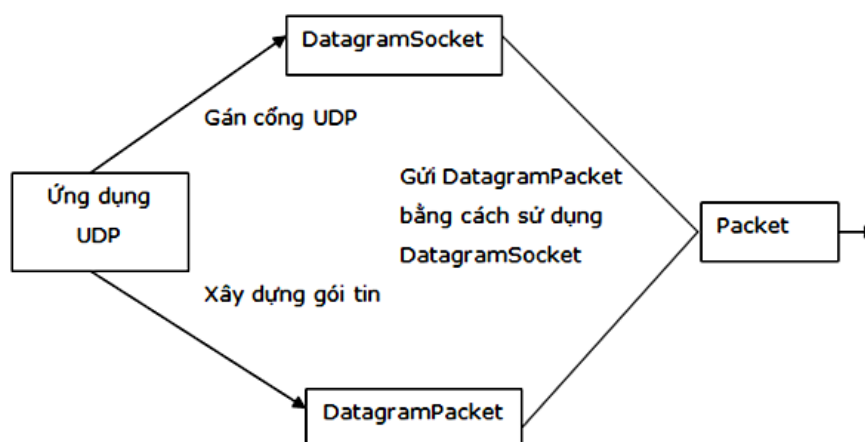 DatagramSocket
Gán cổng UDP
Ứng dụng
UDP
Gửi DatagramPacket
bằng cách sử dụng
DatagramSocket
Packet
Xây dựng gói tin
DatagramPacket